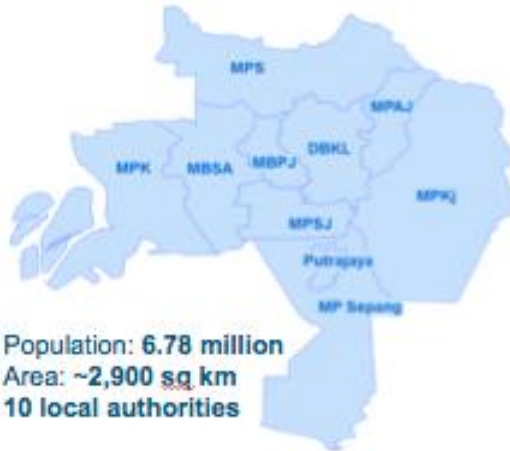 MPS
MPAJ
DBKL
MPK
MBSA
MBPJ
MPKj
MPSJ
Putrajaya
MP Sepang
Population: 6.78 million
Area: ~2,900 sq km
10 local authorities